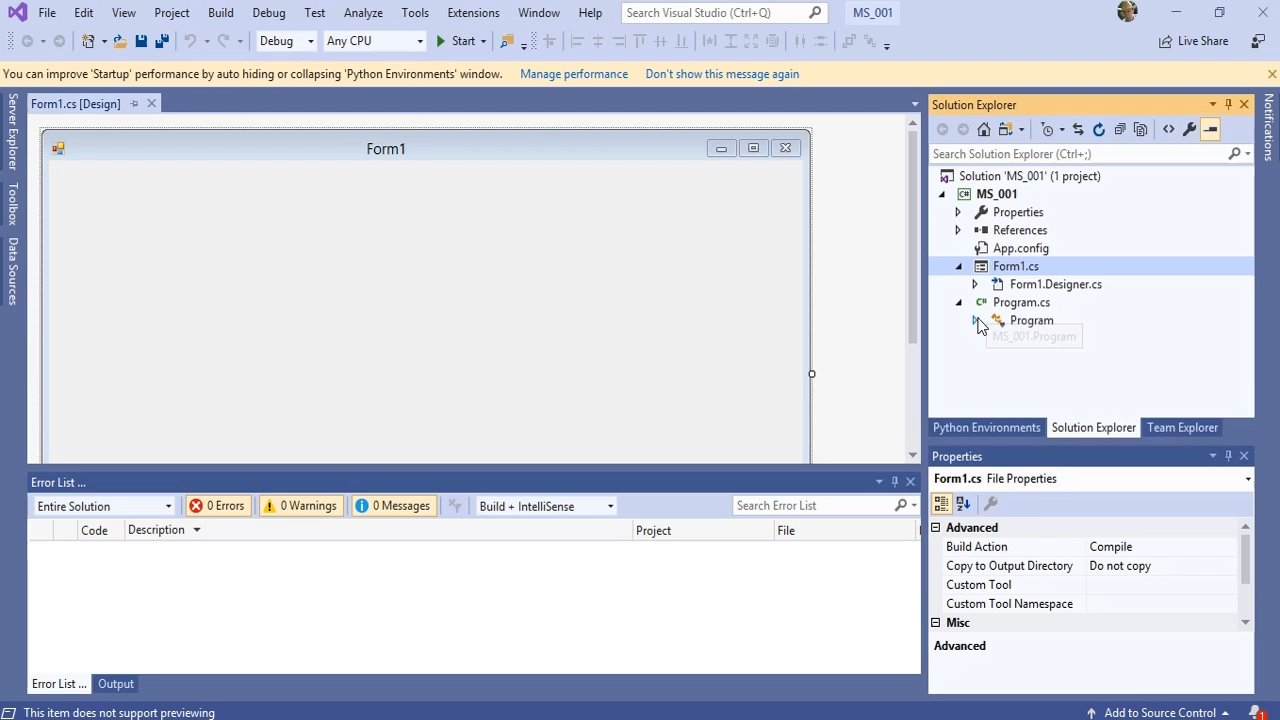 File Edit View Project Build Debug Test Analyze Tools Extensions Window Help Search Visual Studio (Ctrl+Q) MS_001
Debug Any CPU Start Live Share
You can improve 'Startup' performance by auto hiding or collapsing 'Python Environments' window. Manage performance Don't show this message again
Server Explorer
Toolbox
Data Sources
Form1.cs [Design]
Form1
Solution Explorer
Search Solution Explorer (Ctrl+;)
Solution 'MS_001' (1 project)
C# MS_001
Properties
References
App.config
Form1.cs
Form1.Designer.cs
C# Program.cs
Program
MS_001.Program
Python Environments Solution Explorer Team Explorer
Notifications
Properties
Form1.cs File Properties
Advanced
Build Action Compile
Copy to Output Directory Do not copy
Custom Tool
Custom Tool Namespace
Misc
Advanced
Error List ...
Entire Solution 0 Errors 0 Warnings 0 Messages Build + IntelliSense Search Error List
Code Description Project File
Error List ... Output
This item does not support previewing Add to Source Control 1